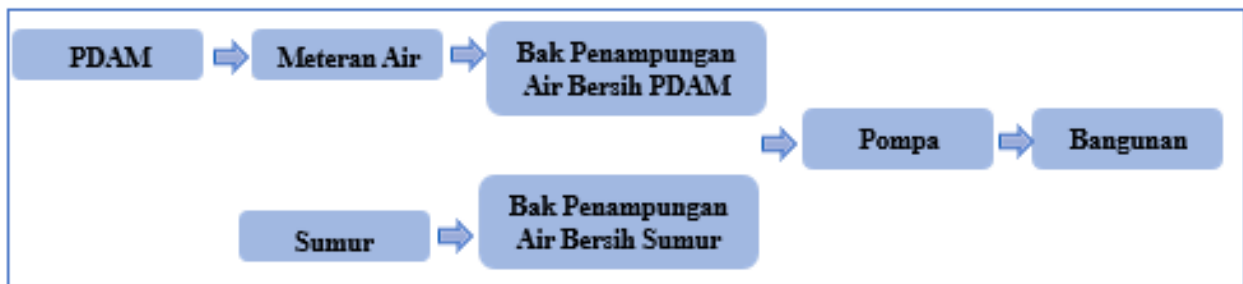 PDAM
Meteran Air
Bak Penampungan
Air Bersih PDAM
Pompa
Bangunan
Sumur
Bak Penampungan
Air Bersih Sumur